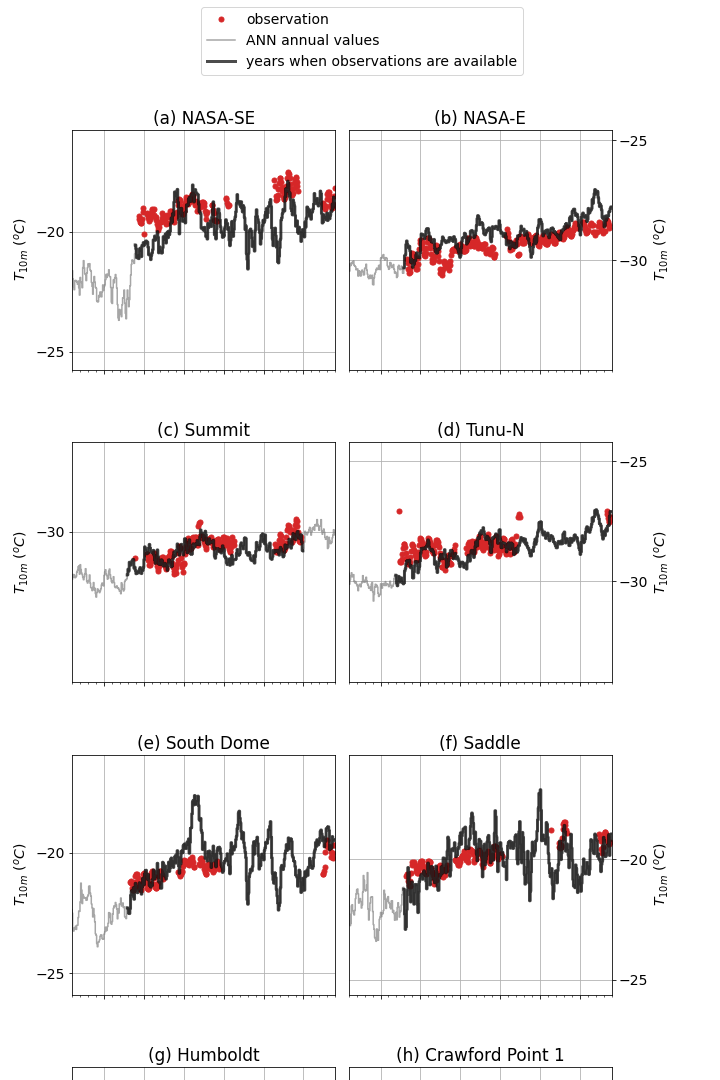 observation
ANN annual values
years when observations are available
(a) NASA-SE
(b) NASA-E
−20
−25
T10m (°C)
−25
−30
T10m (°C)
(c) Summit
(d) Tunu-N
−30
T10m (°C)
−25
−30
T10m (°C)
(e) South Dome
(f) Saddle
−20
−25
T10m (°C)
−20
−25
T10m (°C)
(g) Humboldt
(h) Crawford Point 1